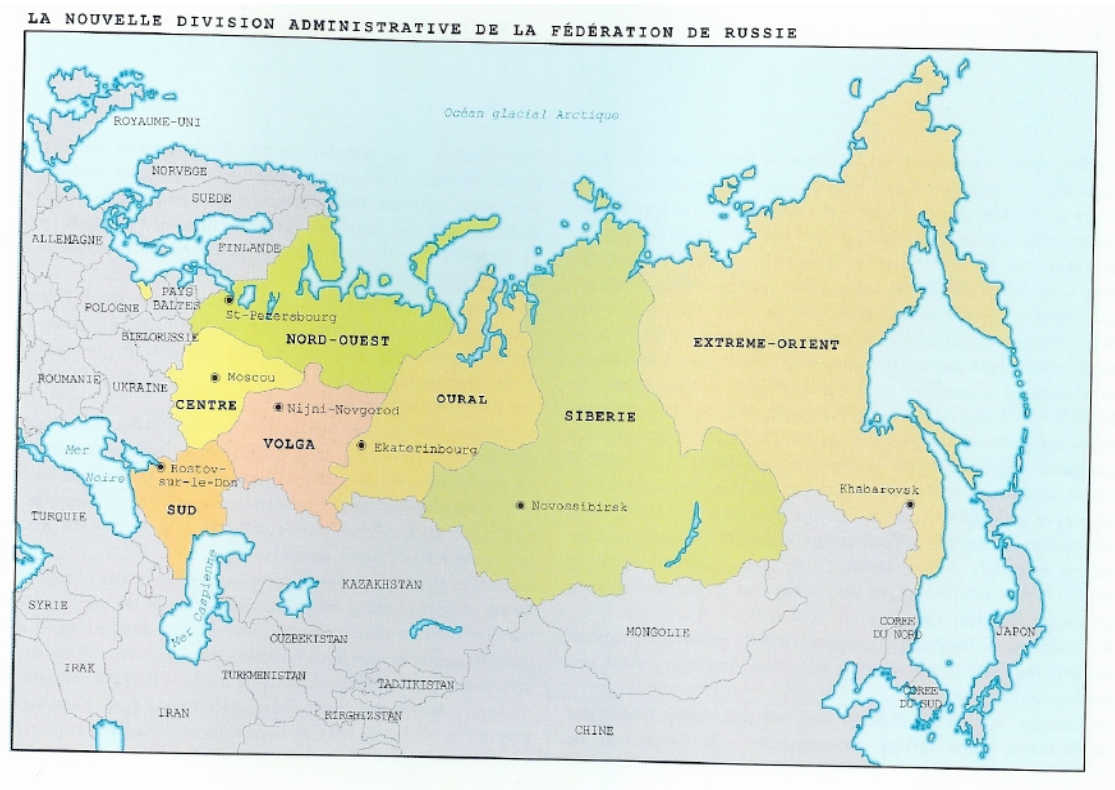 LA NOUVELLE DIVISION ADMINISTRATIVE DE LA FÉDÉRATION DE RUSSIE
Océan glacial Arctique
ROYAUME-UNI
NORVEGE
SUEDE
ALLEMAGNE
FINLANDE
PAYS
BALTES
POLOGNE
St-Petersbourg
BIELORUSSIE
NORD-OUEST
EXTREME-ORIENT
ROUMANIE
UKRAINE
Moscou
CENTRE
Nijni-Novgorod
OURAL
SIBERIE
VOLGA
Ekaterinbourg
Mer
Noire
Rostov-
sur-le-Don
SUD
Novossibirsk
Khabarovsk
TURQUIE
Mer Caspienne
KAZAKHSTAN
SYRIE
OUZBEKISTAN
MONGOLIE
COREE
DU NORD
JAPON
IRAK
TURKMENISTAN
TADJIKISTAN
COREE
DU SUD
IRAN
KIRGHIZSTAN
CHINE